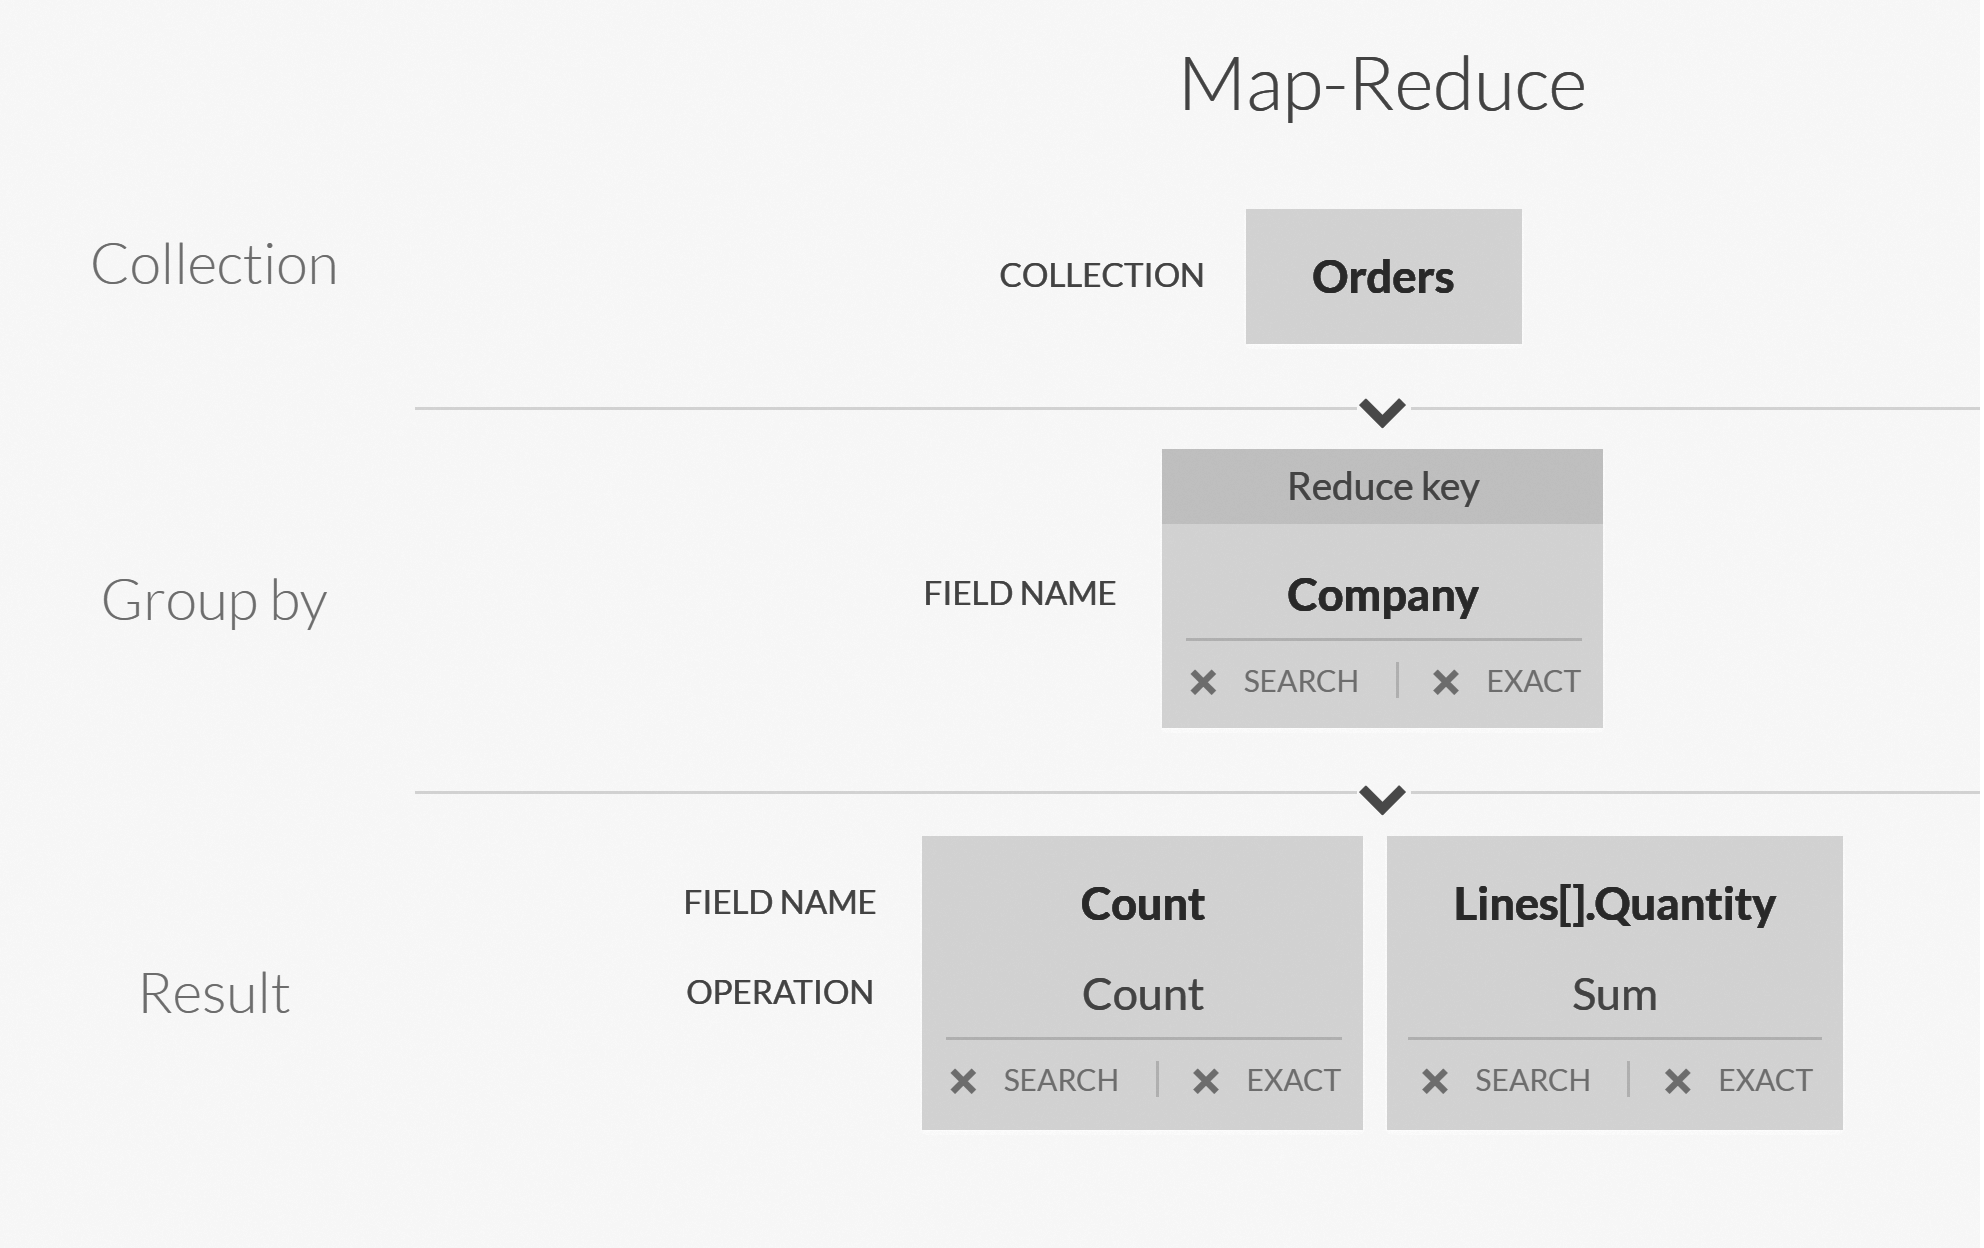 Map-Reduce
Collection
COLLECTION
Orders
Reduce key
Group by
FIELD NAME
Company
SEARCH
EXACT
Result
FIELD NAME
Count
Lines[].Quantity
OPERATION
Count
Sum
SEARCH
EXACT
SEARCH
EXACT